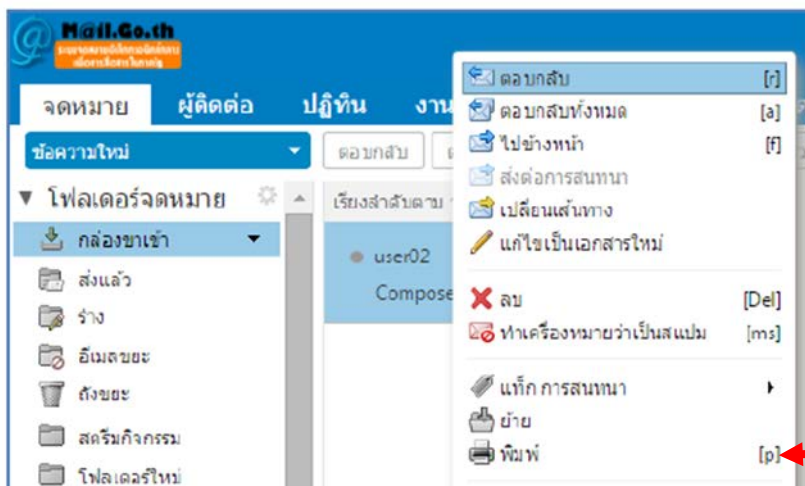 M@il.Go.th
จดหมาย ผู้ติดต่อ ปฏิทิน งาน
ข้อความใหม่
ตอบกลับ
โฟลเดอร์จดหมาย
เรียงลำดับตาม
กล่องขาเข้า
ส่งแล้ว
ร่าง
อีเมลขยะ
ถังขยะ
สตรีมกิจกรรม
โฟลเดอร์ใหม่
user02
Compose
ตอบกลับ [r]
ตอบกลับทั้งหมด [a]
ไปข้างหน้า [f]
ส่งต่อการสนทนา
เปลี่ยนเส้นทาง
แก้ไขเป็นเอกสารใหม่
ลบ [Del]
ทำเครื่องหมายว่าเป็นสแปม [ms]
แท็ก การสนทนา
ย้าย
พิมพ์ [p]